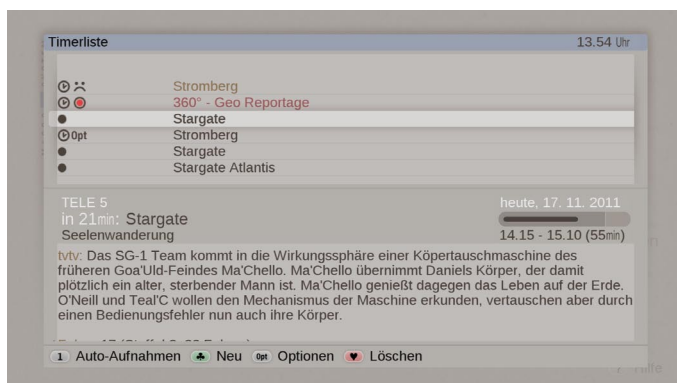 Timerliste 13.54 Uhr
Stromberg
360° - Geo Reportage
Stargate
Opt Stromberg
Stargate
Stargate Atlantis
TELE 5 heute, 17. 11. 2011
in 21min: Stargate
Seelenwanderung 14.15 - 15.10 (55min)
tvtv: Das SG-1 Team kommt in die Wirkungssphäre einer Köpertauschmaschine des
früheren Goa'Uld-Feindes Ma'Chello. Ma'Chello übernimmt Daniels Körper, der damit
plötzlich ein alter, sterbender Mann ist. Ma'Chello genießt dagegen das Leben auf der Erde.
O'Neill und Teal'C wollen den Mechanismus der Maschine erkunden, vertauschen aber durch
einen Bedienungsfehler nun auch ihre Körper.
1 Auto-Aufnahmen Neu Opt Optionen Löschen